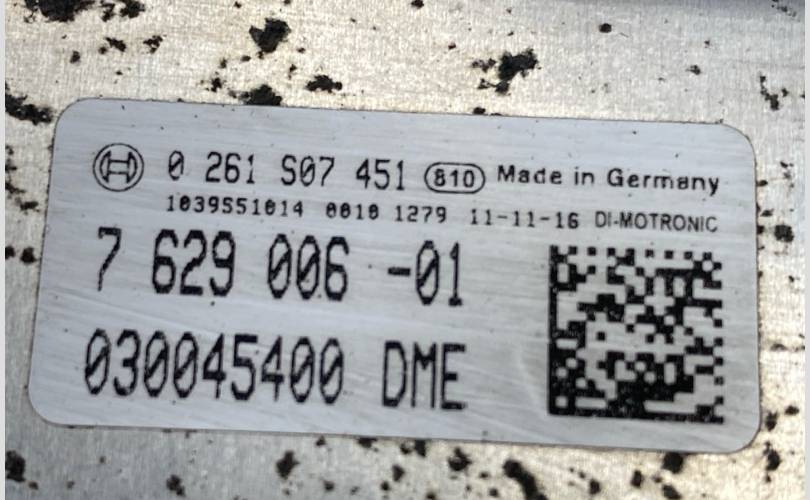 0 261 S07 451 810 Made in Germany
1039S51014 0010 1279 11-11-16 DI-MOTRONIC
7 629 006 -01
030045400 DME